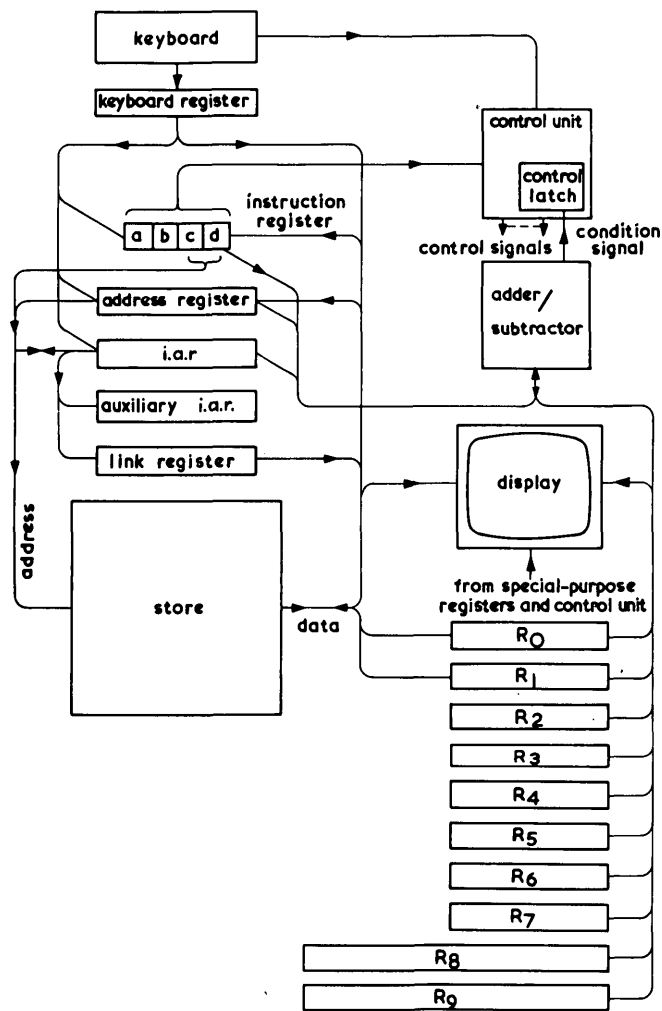 keyboard
keyboard register
control unit
control
latch
instruction
register
a b c d
control signals
condition
signal
address register
adder/
subtractor
i.a.r
auxiliary i.a.r.
link register
display
address
store
data
from special-purpose
registers and control unit
R0
R1
R2
R3
R4
R5
R6
R7
R8
R9